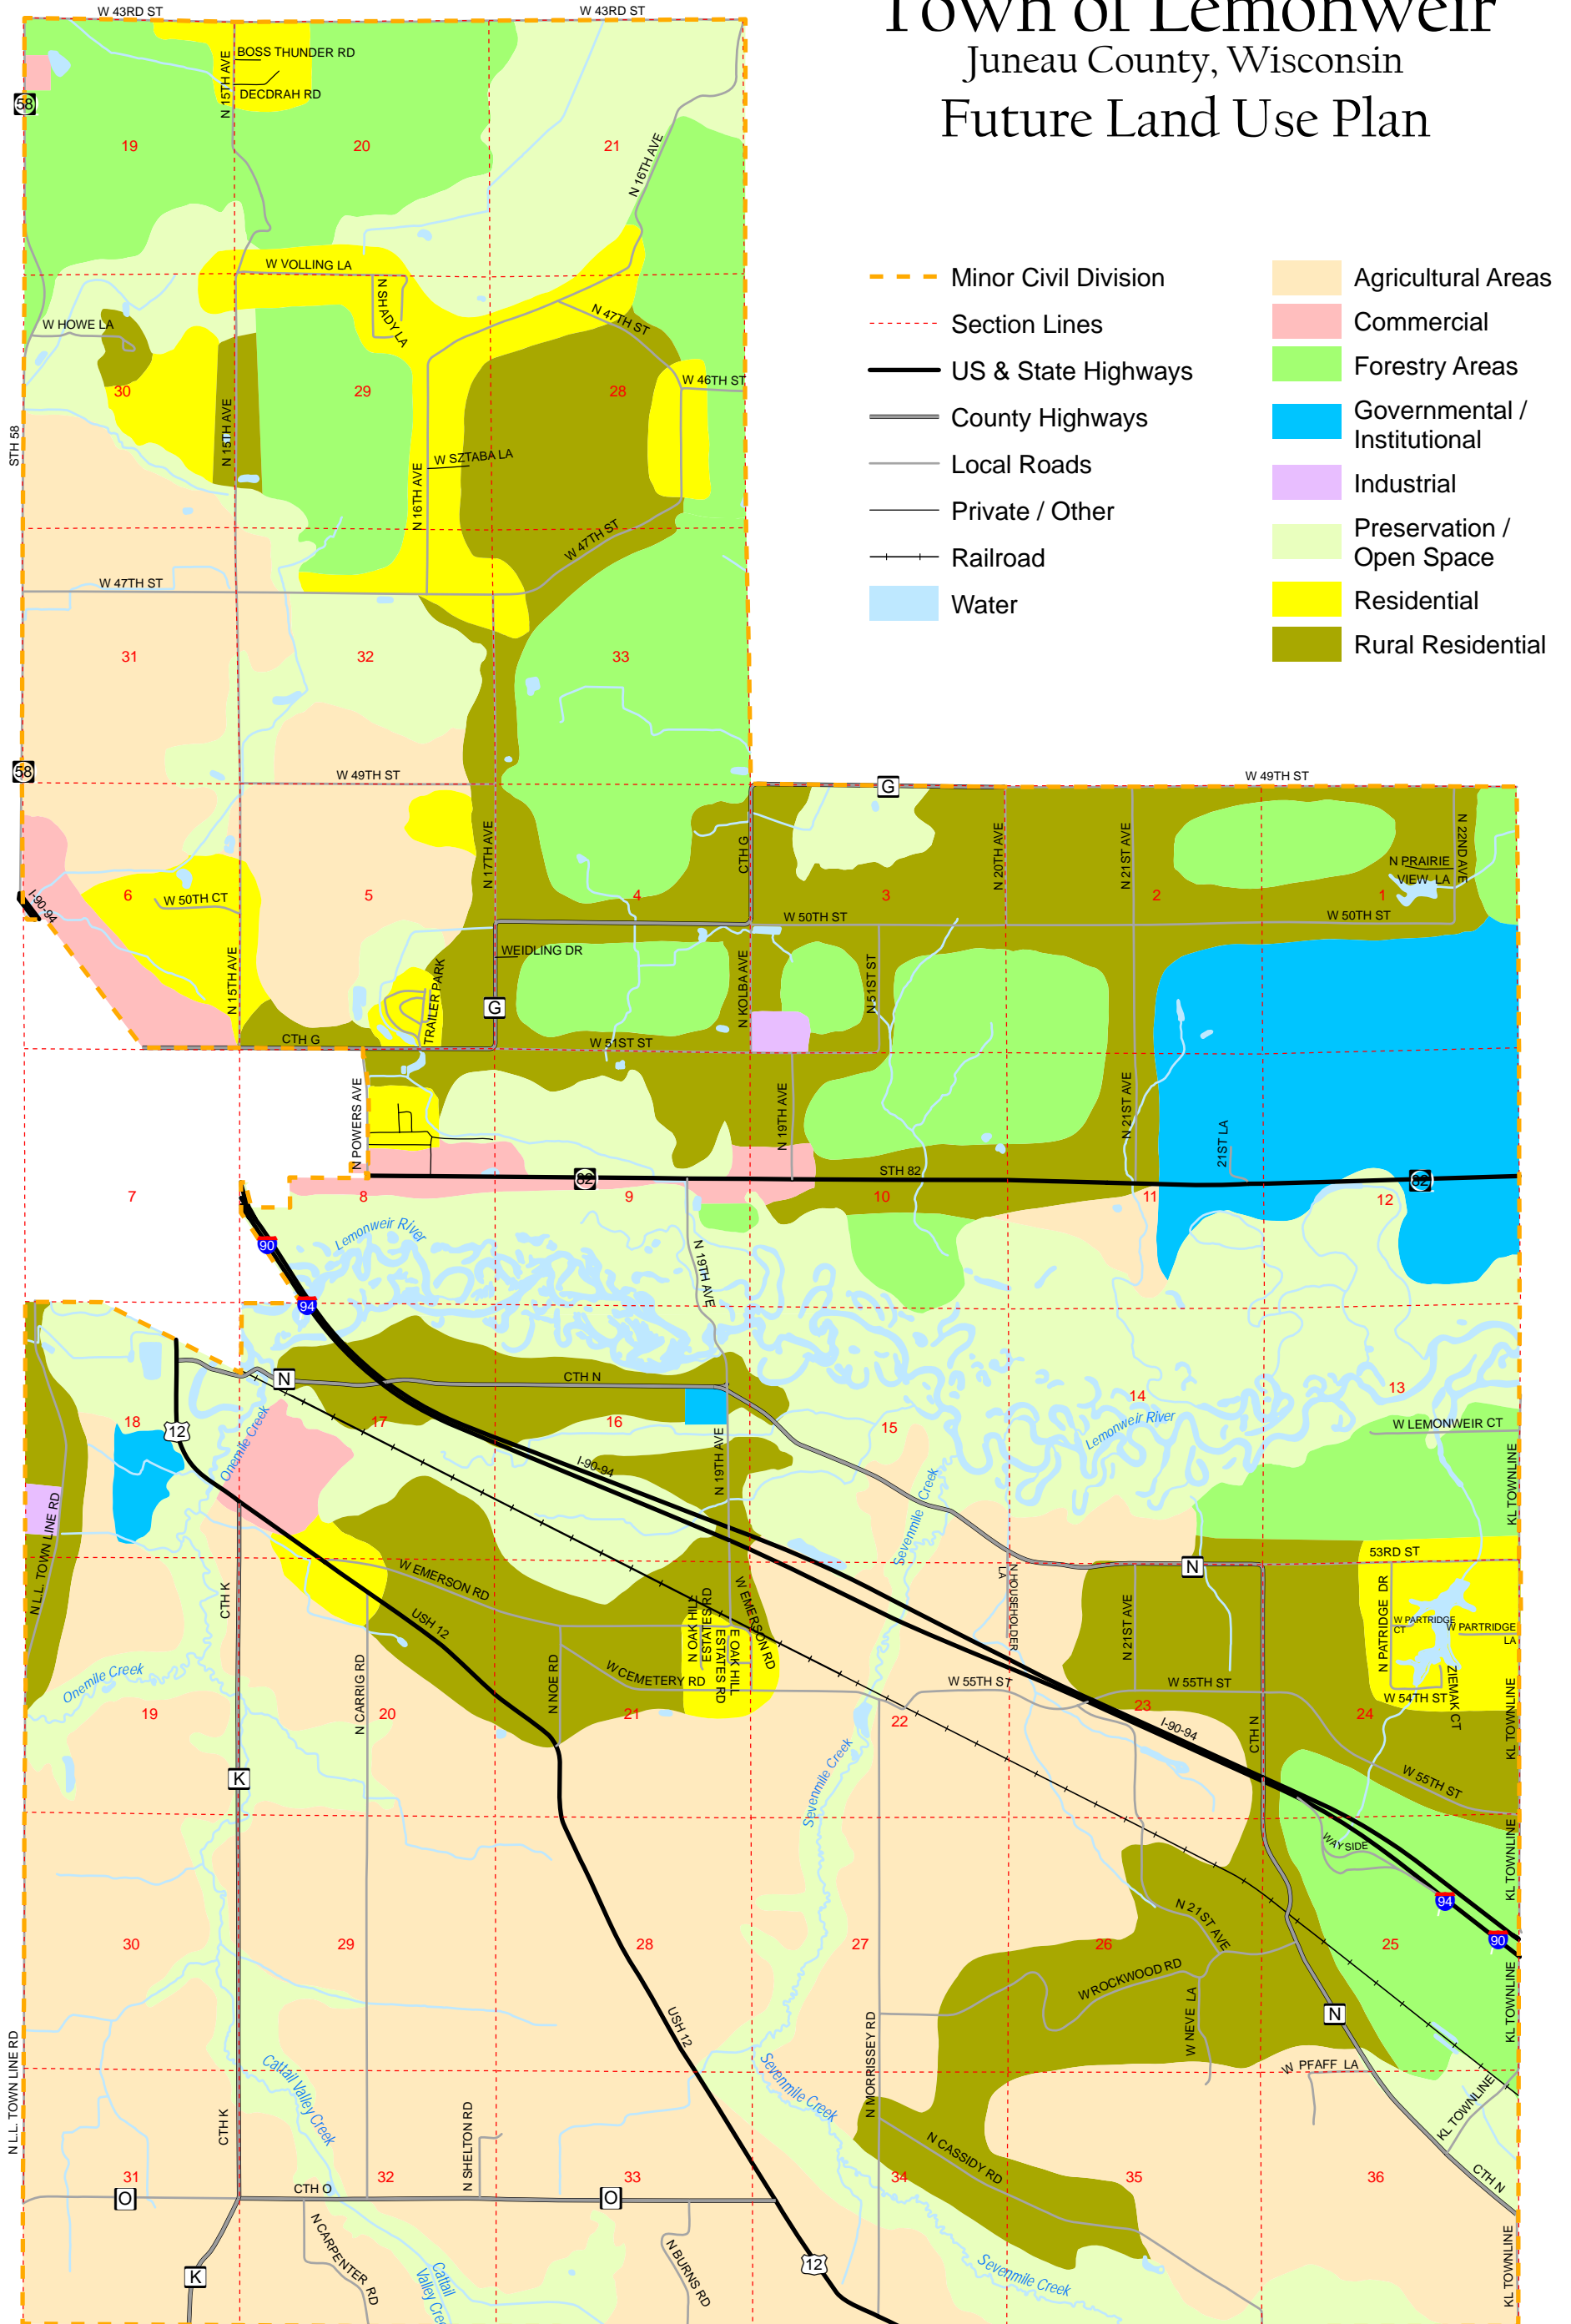 Town of Lemonweir
Juneau County, Wisconsin
Future Land Use Plan
Minor Civil Division
Section Lines
US & State Highways
County Highways
Local Roads
Private / Other
Railroad
Water
Agricultural Areas
Commercial
Forestry Areas
Governmental /
Institutional
Industrial
Preservation /
Open Space
Residential
Rural Residential
W 43RD ST
W 43RD ST
BOSS THUNDER RD
DECDRAH RD
N 15TH AVE
58
19
20
21
N 16TH AVE
W VOLLING LA
N SHADY LA
W HOWE LA
N 47TH ST
W 46TH ST
30
29
28
STH 58
N 15TH AVE
W SZTABA LA
N 16TH AVE
W 47TH ST
W 47TH ST
31
32
33
58
W 49TH ST
G
W 49TH ST
N 17TH AVE
CTH G
N 20TH AVE
N 21ST AVE
N 22ND AVE
N PRAIRIE
VIEW LA
I-90-94
6
W 50TH CT
5
4
3
2
1
W 50TH ST
W 50TH ST
WEIDLING DR
N 15TH AVE
TRAILER PARK
G
N KOLBA AVE
N 51ST ST
CTH G
W 51ST ST
N POWERS AVE
N 19TH AVE
N 21ST AVE
21ST LA
STH 82
82
82
7
8
9
10
11
12
90
Lemonweir River
N 19TH AVE
94
N
CTH N
18
17
16
15
14
13
12
Onemile Creek
Lemonweir River
W LEMONWEIR CT
N 19TH AVE
I-90-94
KL TOWNLINE
Sevenmile Creek
N L.L. TOWN LINE RD
53RD ST
N
CTH K
W EMERSON RD
USH 12
N OAK HILL
ESTATES RD
E OAK HILL
ESTATES RD
W EMERSON RD
N HOUSEHOLDER
LA
N 21ST AVE
N PATRIDGE DR
W PARTRIDGE
CT
W PARTRIDGE
LA
Onemile Creek
N CARRIG RD
N NOE RD
W CEMETERY RD
W 55TH ST
W 55TH ST
W 54TH ST
ZIEMAK CT
KL TOWNLINE
19
20
21
22
23
24
I-90-94
CTH N
K
Sevenmile Creek
W 55TH ST
WAYSIDE
KL TOWNLINE
94
90
30
29
28
27
26
25
N 21ST AVE
W ROCKWOOD RD
W NEVE LA
N
KL TOWNLINE
USH 12
N MORRISSEY RD
N L.L. TOWN LINE RD
Cattail Valley Creek
Sevenmile Creek
W PFAFF LA
KL TOWNLINE
CTH K
N SHELTON RD
N CASSIDY RD
31
32
33
34
35
36
O
CTH O
O
CTH N
N CARPENTER RD
N BURNS RD
K
12
Cattail
Sevenmile Creek
KL TOWNLINE